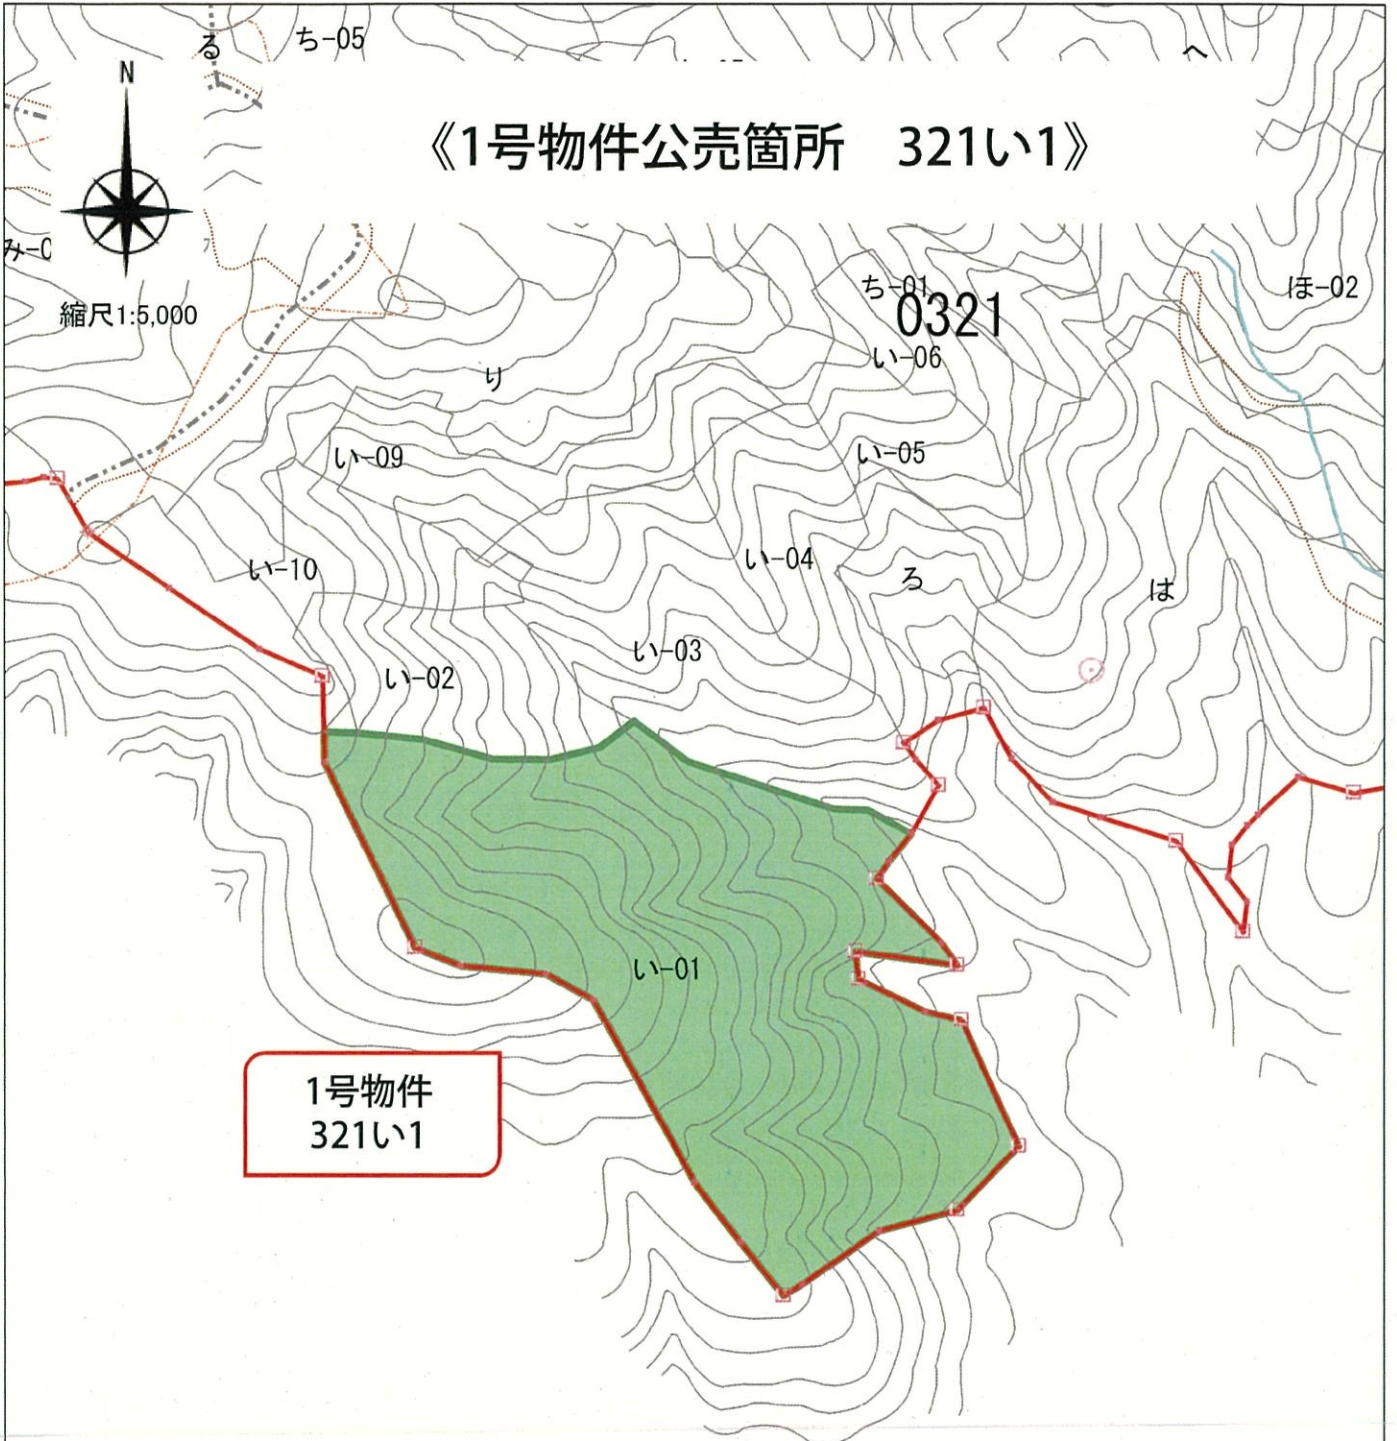 る
ち-05
へ
N
《1号物件公売箇所 321い1》
縮尺1:5,000
ち-01
0321
ほ-02
い-06
り
い-09
い-05
い-10
い-04
ろ
は
い-03
い-02
い-01
1号物件
321い1